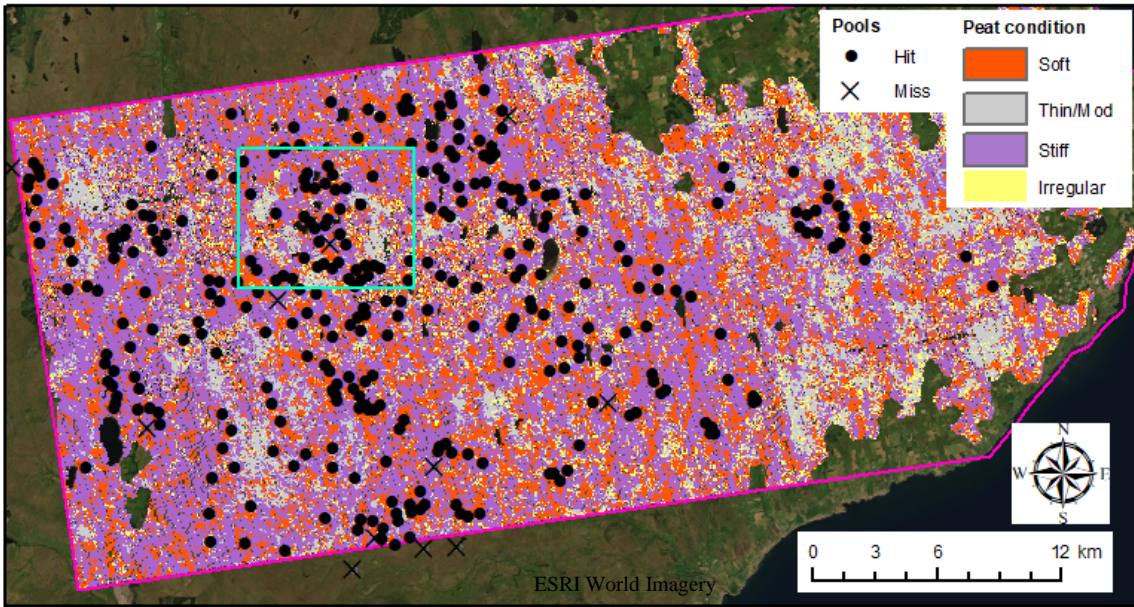 Pools
Hit
Miss
Peat condition
Soft
Thin/Mod
Stiff
Irregular
N
W E
S
0 3 6 12 km
ESRI World Imagery